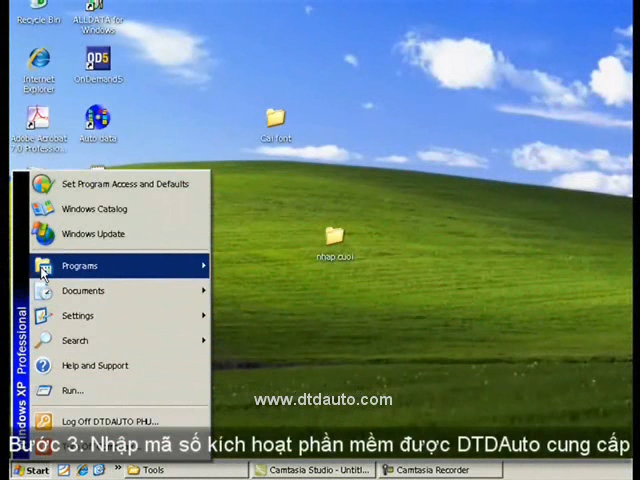 Recycle Bin
ALLDATA for Windows
Internet Explorer
OnDemand5
Adobe Acrobat 7.0 Professio...
Auto data
Cai font
nhap cuoi
Set Program Access and Defaults
Windows Catalog
Windows Update
Programs
Documents
Settings
Search
Help and Support
Run...
Log Off DTDAUTO PHU...
Windows XP Professional
www.dtdauto.com
Bước 3: Nhập mã số kích hoạt phần mềm được DTDAuto cung cấp
Start
Tools
Camtasia Studio - Untitl...
Camtasia Recorder